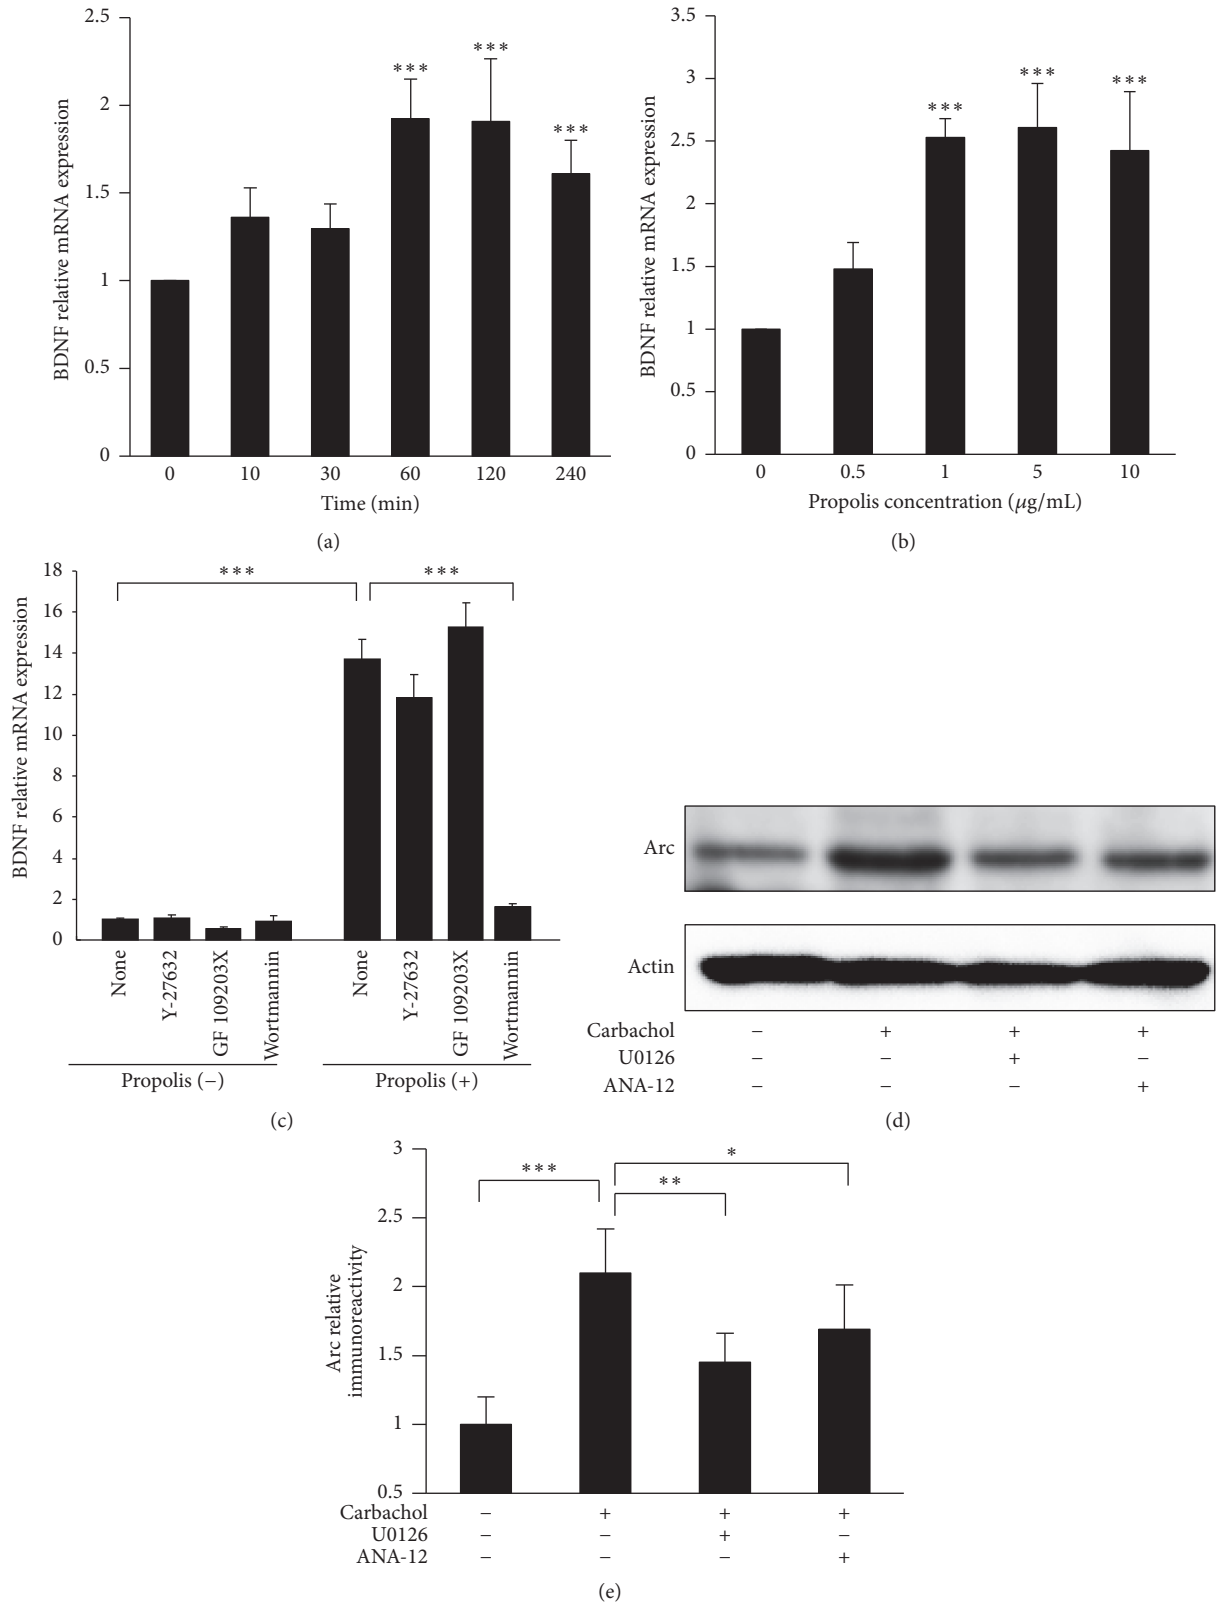 BDNF relative mRNA expression
2.5
2
1.5
1
0.5
0
***
***
***
0 10 30 60 120 240
Time (min)
(a)
BDNF relative mRNA expression
3.5
3
2.5
2
1.5
1
0.5
0
***
***
***
0 0.5 1 5 10
Propolis concentration (μg/mL)
(b)
BDNF relative mRNA expression
18
16
14
12
10
8
6
4
2
0
*** ***
None
Y-27632
GF 109203X
Wortmannin
None
Y-27632
GF 109203X
Wortmannin
Propolis (−) Propolis (+)
(c)
Arc
Actin
Carbachol − + + +
U0126 − − + −
ANA-12 − − − +
(d)
Arc relative
immunoreactivity
3
2.5
2
1.5
1
0.5
***
**
*
Carbachol − + + +
U0126 − − + −
ANA-12 − − − +
(e)